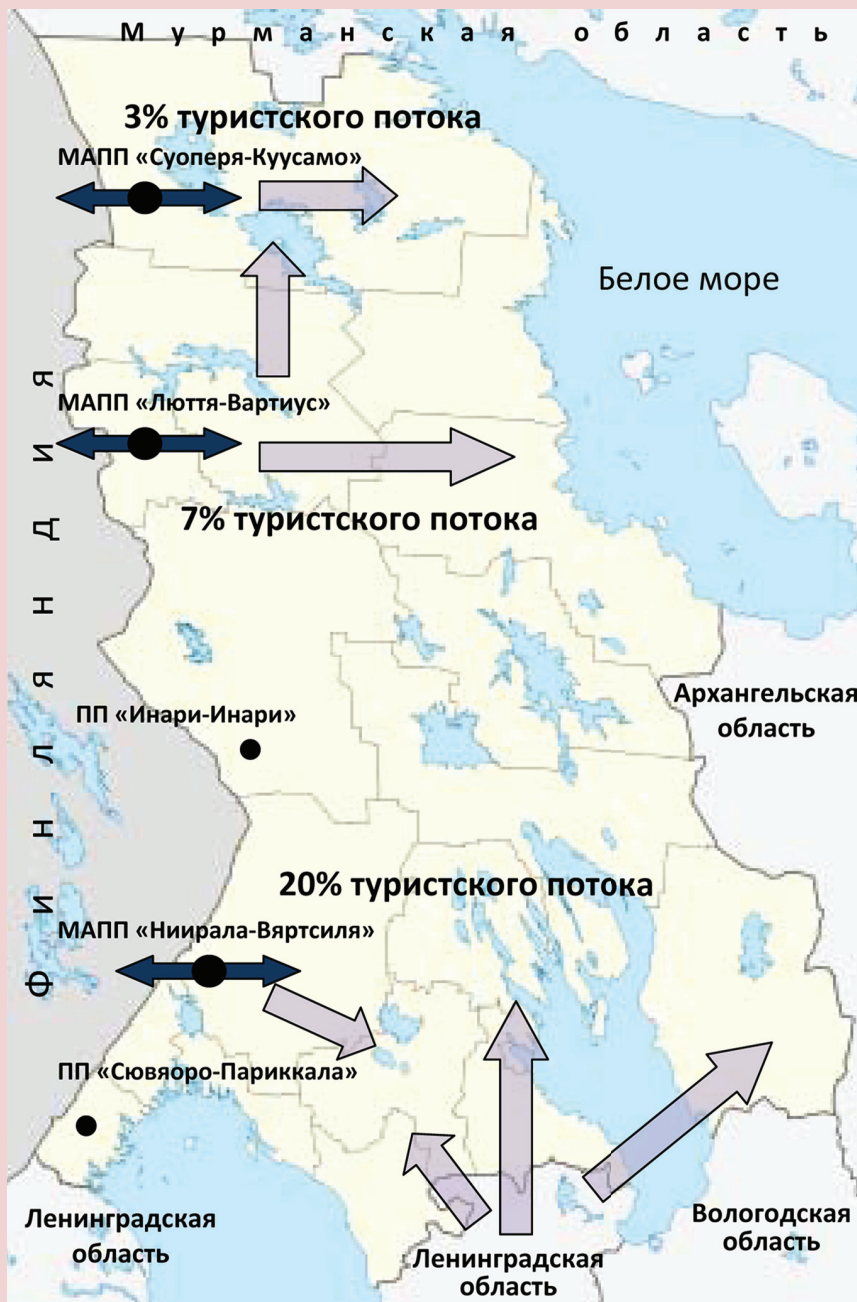 Мурманская область
3% туристского потока
МАПП «Суоперя-Куусамо»
Белое море
Финляндия
МАПП «Люття-Вартиус»
7% туристского потока
ПП «Инари-Инари»
Архангельская
область
20% туристского потока
МАПП «Ниирала-Вяртсиля»
ПП «Сювяоро-Париккала»
Ленинградская
область
Ленинградская
область
Вологодская
область